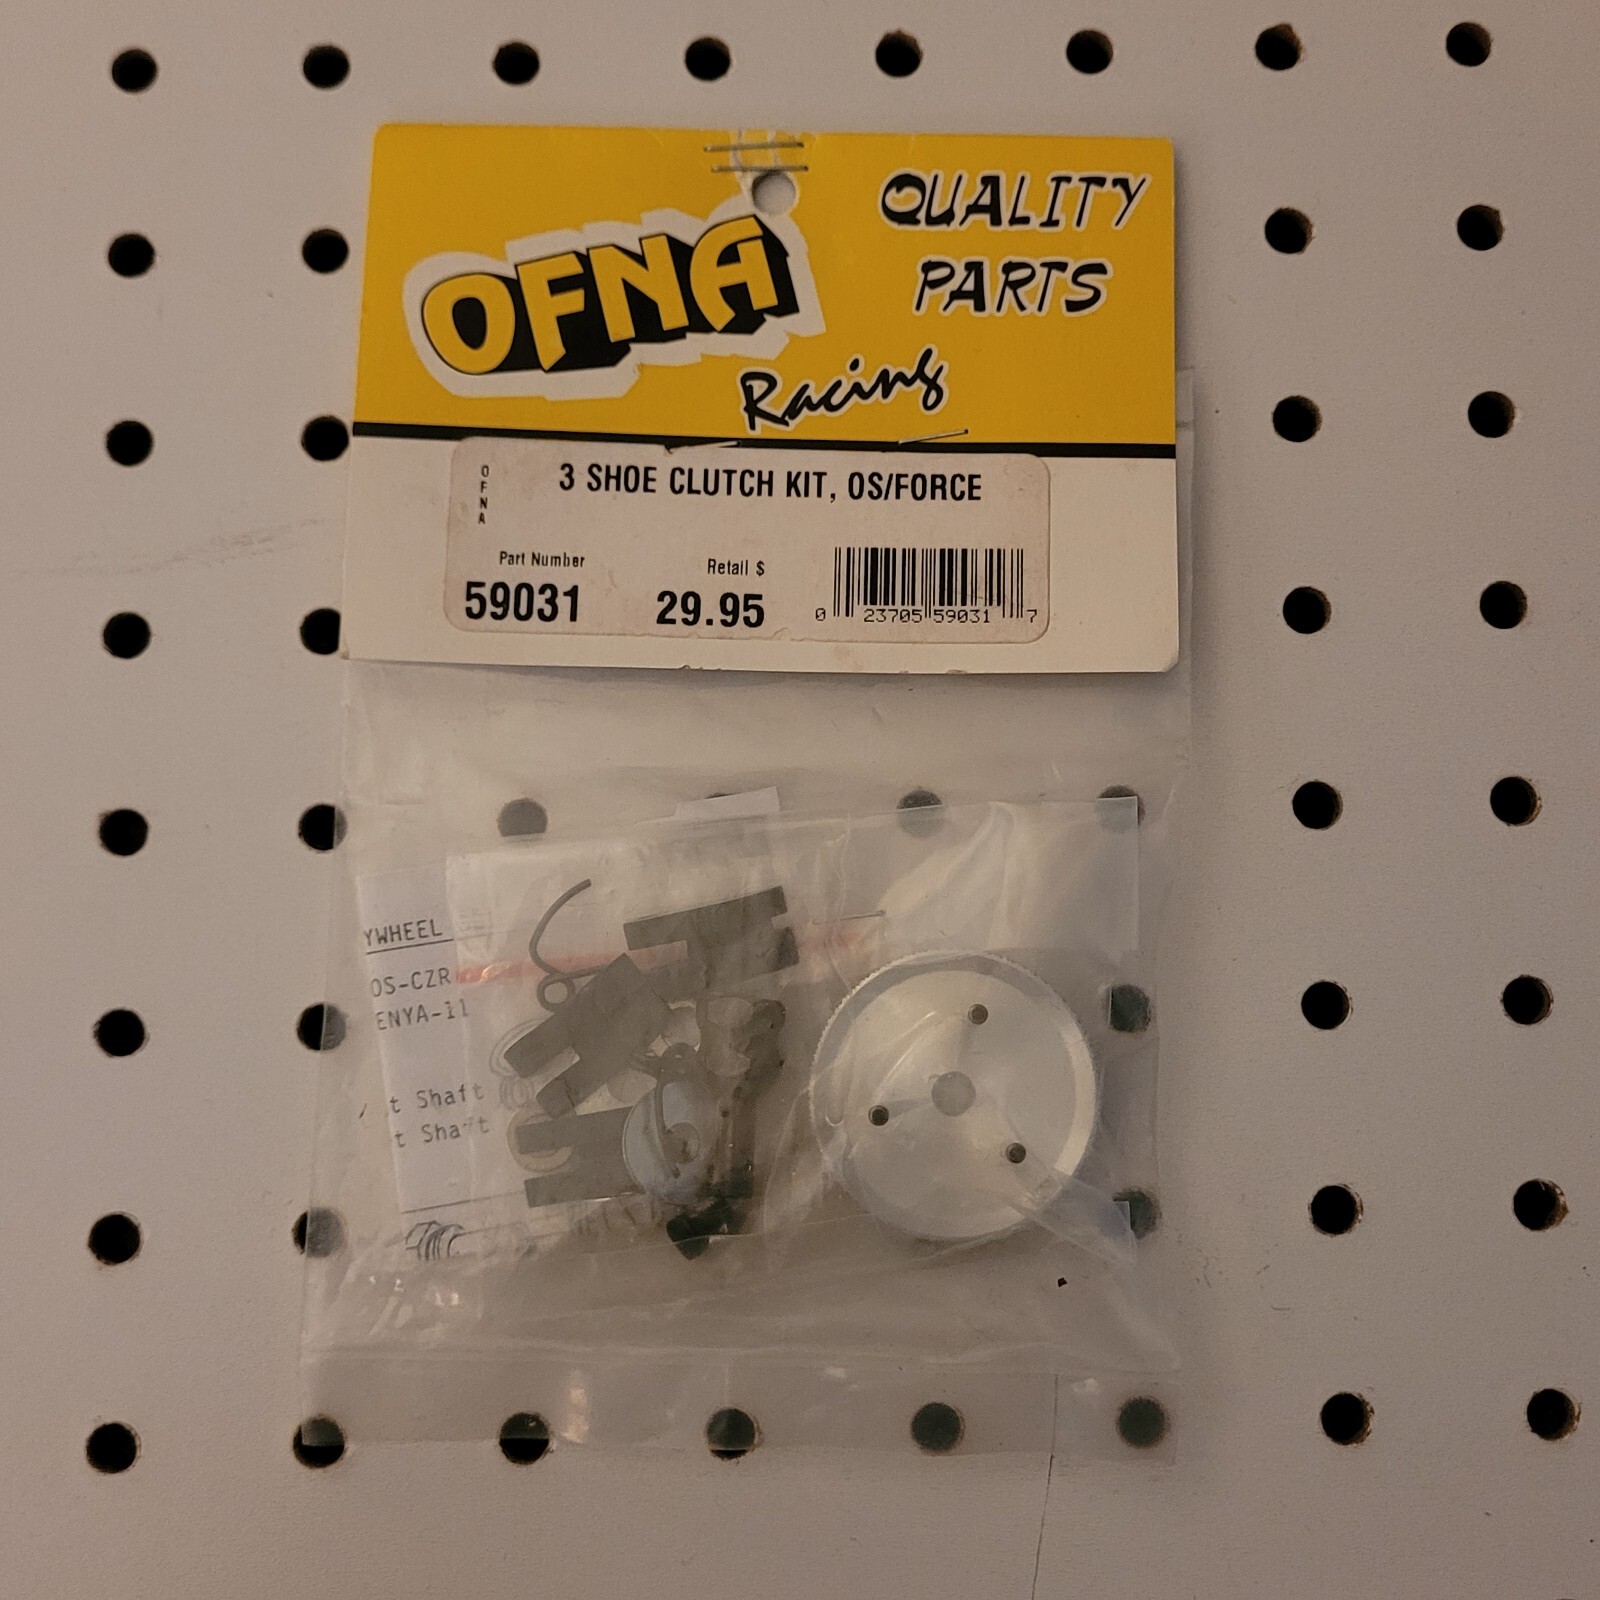 QUALITY
PARTS
OFNA
Racing
OFNA
3 SHOE CLUTCH KIT, OS/FORCE
Part Number
Retail $
59031
29.95
0 23705 59031 7
YWHEEL
OS-CZR
ENYA-11
t Shaft
t Shaft